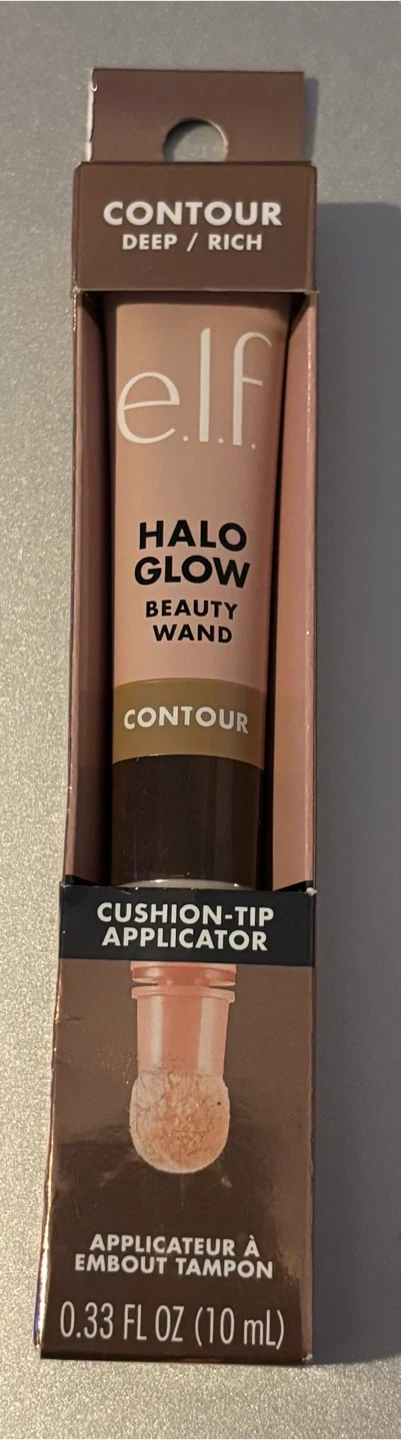 CONTOUR
DEEP / RICH
e.l.f.
HALO
GLOW
BEAUTY
WAND
CONTOUR
CUSHION-TIP
APPLICATOR
APPLICATEUR À
EMBOUT TAMPON
0.33 FL OZ (10 mL)